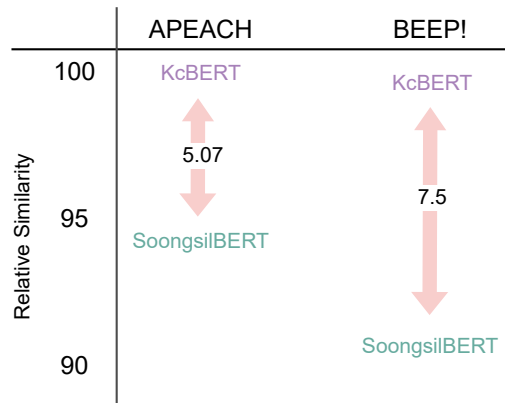 APEACH BEEP!
100 KcBERT KcBERT
5.07
7.5
95
SoongsilBERT
SoongsilBERT
90
Relative Similarity